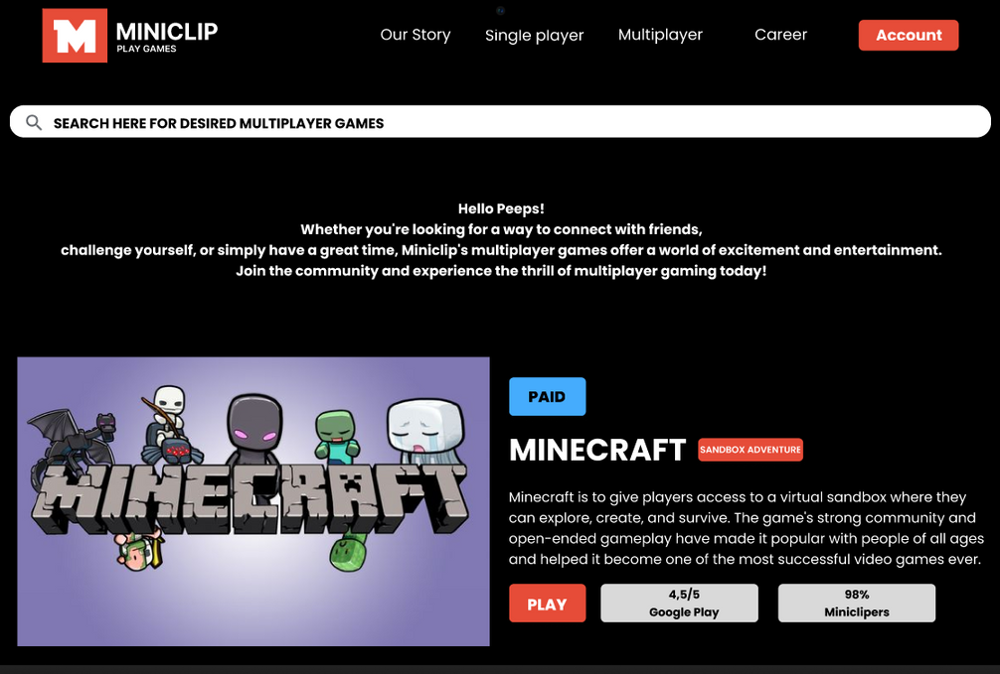 MINICLIP
PLAY GAMES
Our Story
Single player
Multiplayer
Career
Account
SEARCH HERE FOR DESIRED MULTIPLAYER GAMES
Hello Peeps!
Whether you're looking for a way to connect with friends,
challenge yourself, or simply have a great time, Miniclip's multiplayer games offer a world of excitement and entertainment.
Join the community and experience the thrill of multiplayer gaming today!
MINECRAFT
PAID
MINECRAFT
SANDBOX ADVENTURE
Minecraft is to give players access to a virtual sandbox where they
can explore, create, and survive. The game's strong community and
open-ended gameplay have made it popular with people of all ages
and helped it become one of the most successful video games ever.
PLAY
4,5/5
Google Play
98%
Miniclipers